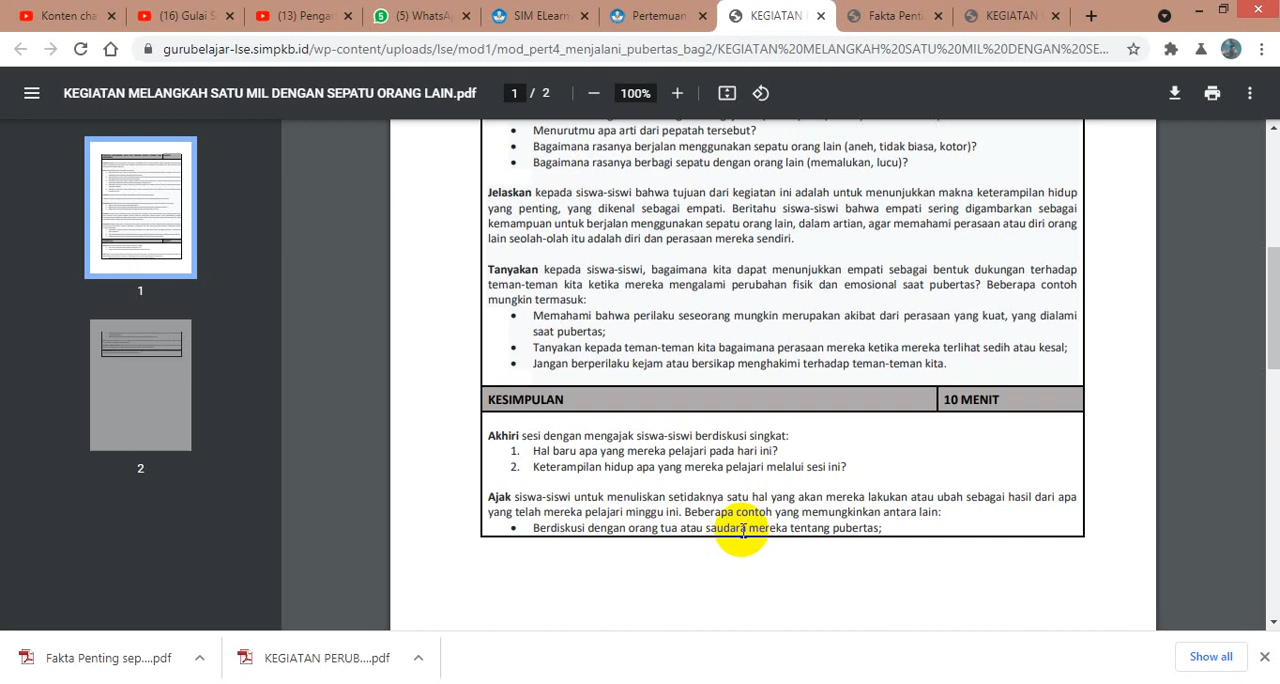 Konten cha
(16) Gulai S
(13) Pengar
(5) WhatsA
SIM ELearn
Pertemuan
KEGIATAN
Fakta Penti
KEGIATAN
gurubelajar-lse.simpkb.id/wp-content/uploads/lse/mod1/mod_pert4_menjalani_pubertas_bag2/KEGIATAN%20MELANGKAH%20SATU%20MIL%20DENGAN%20SE...
KEGIATAN MELANGKAH SATU MIL DENGAN SEPATU ORANG LAIN.pdf
1 / 2
100%
• Menurutmu apa arti dari pepatah tersebut?
• Bagaimana rasanya berjalan menggunakan sepatu orang lain (aneh, tidak biasa, kotor)?
• Bagaimana rasanya berbagi sepatu dengan orang lain (memalukan, lucu)?
Jelaskan kepada siswa-siswi bahwa tujuan dari kegiatan ini adalah untuk menunjukkan makna keterampilan hidup
yang penting, yang dikenal sebagai empati. Beritahu siswa-siswi bahwa empati sering digambarkan sebagai
kemampuan untuk berjalan menggunakan sepatu orang lain, dalam artian, agar memahami perasaan atau diri orang
lain seolah-olah itu adalah diri dan perasaan mereka sendiri.
Tanyakan kepada siswa-siswi, bagaimana kita dapat menunjukkan empati sebagai bentuk dukungan terhadap
teman-teman kita ketika mereka mengalami perubahan fisik dan emosional saat pubertas? Beberapa contoh
mungkin termasuk:
• Memahami bahwa perilaku seseorang mungkin merupakan akibat dari perasaan yang kuat, yang dialami
saat pubertas;
• Tanyakan kepada teman-teman kita bagaimana perasaan mereka ketika mereka terlihat sedih atau kesal;
• Jangan berperilaku kejam atau bersikap menghakimi terhadap teman-teman kita.
KESIMPULAN 10 MENIT
Akhiri sesi dengan mengajak siswa-siswi berdiskusi singkat:
1. Hal baru apa yang mereka pelajari pada hari ini?
2. Keterampilan hidup apa yang mereka pelajari melalui sesi ini?
Ajak siswa-siswi untuk menuliskan setidaknya satu hal yang akan mereka lakukan atau ubah sebagai hasil dari apa
yang telah mereka pelajari minggu ini. Beberapa contoh yang memungkinkan antara lain:
• Berdiskusi dengan orang tua atau saudara mereka tentang pubertas;
1
2
Fakta Penting sep....pdf
KEGIATAN PERUB....pdf
Show all